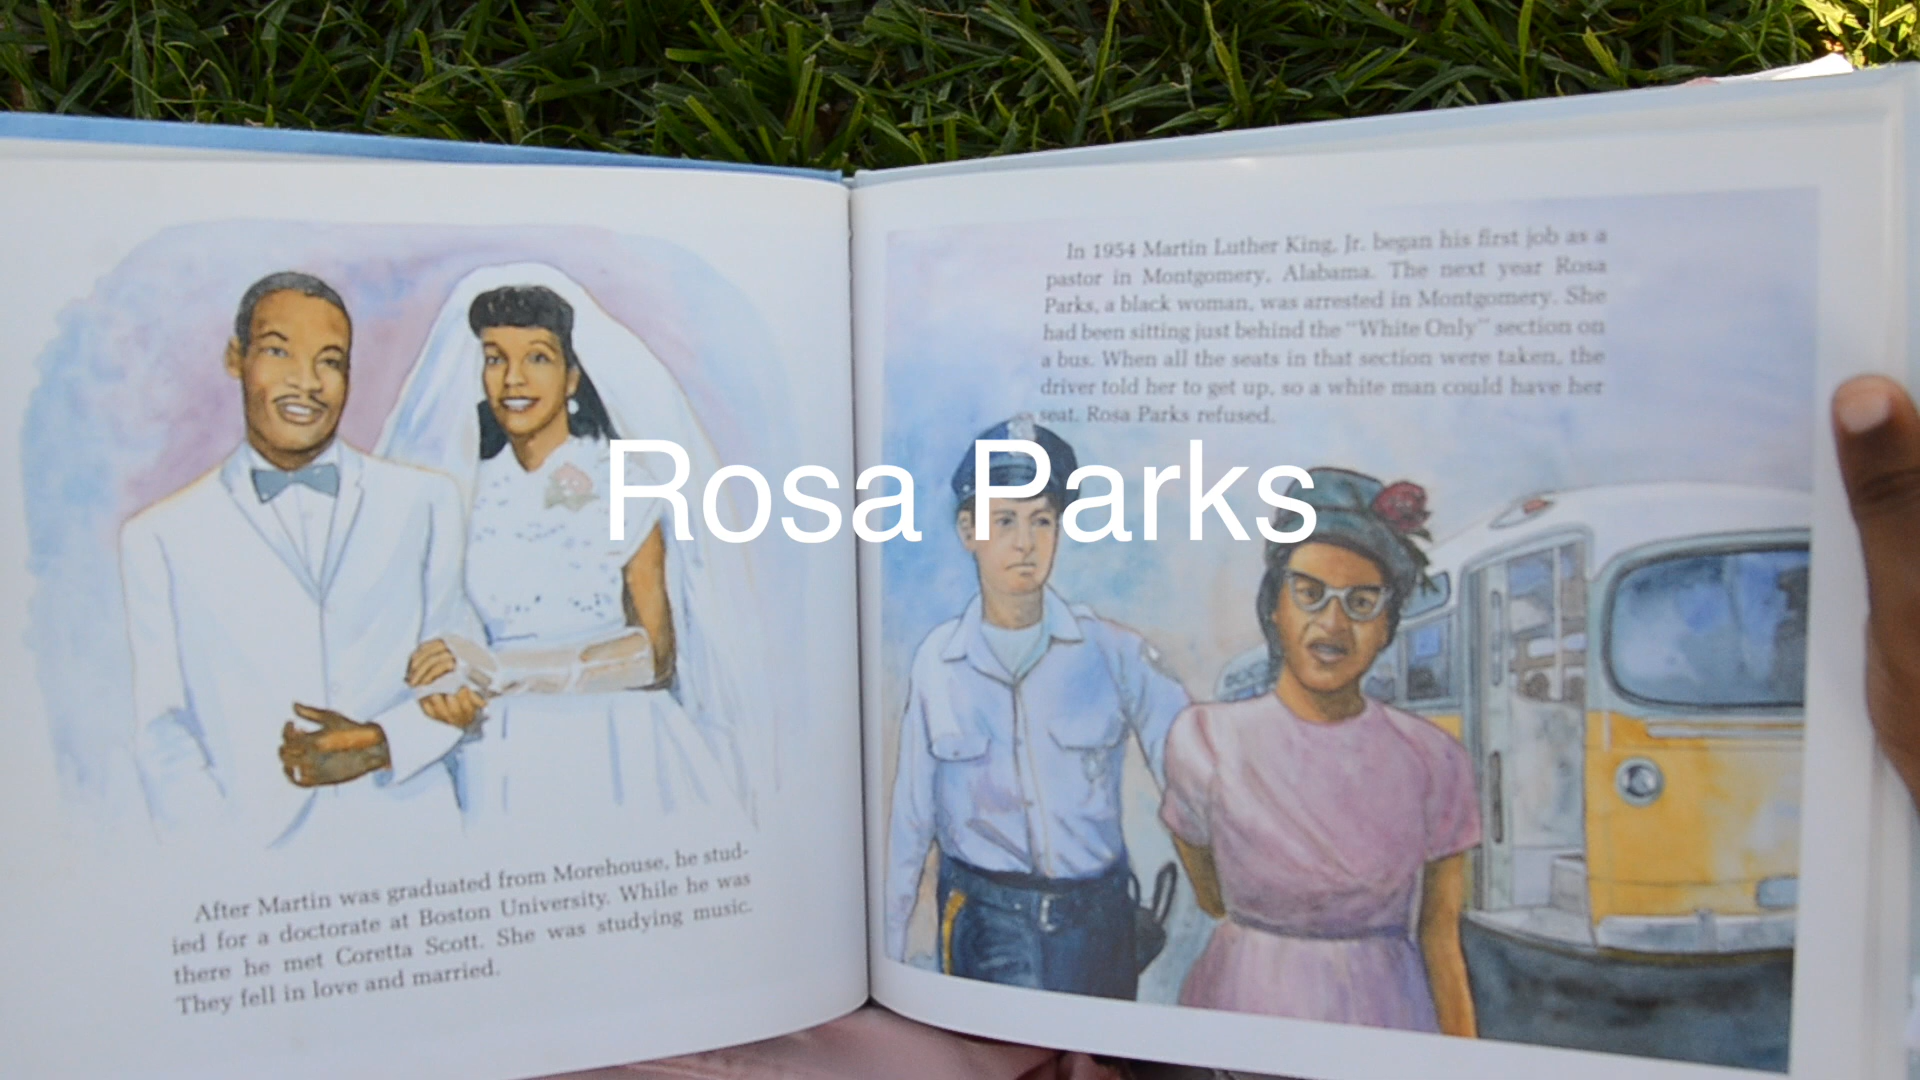 After Martin was graduated from Morehouse, he stud-
ied for a doctorate at Boston University. While he was
there he met Coretta Scott. She was studying music.
They fell in love and married.
In 1954 Martin Luther King, Jr. began his first job as a
pastor in Montgomery, Alabama. The next year Rosa
Parks, a black woman, was arrested in Montgomery. She
had been sitting just behind the “White Only” section on
a bus. When all the seats in that section were taken, the
driver told her to get up, so a white man could have her
seat. Rosa Parks refused.
Rosa Parks